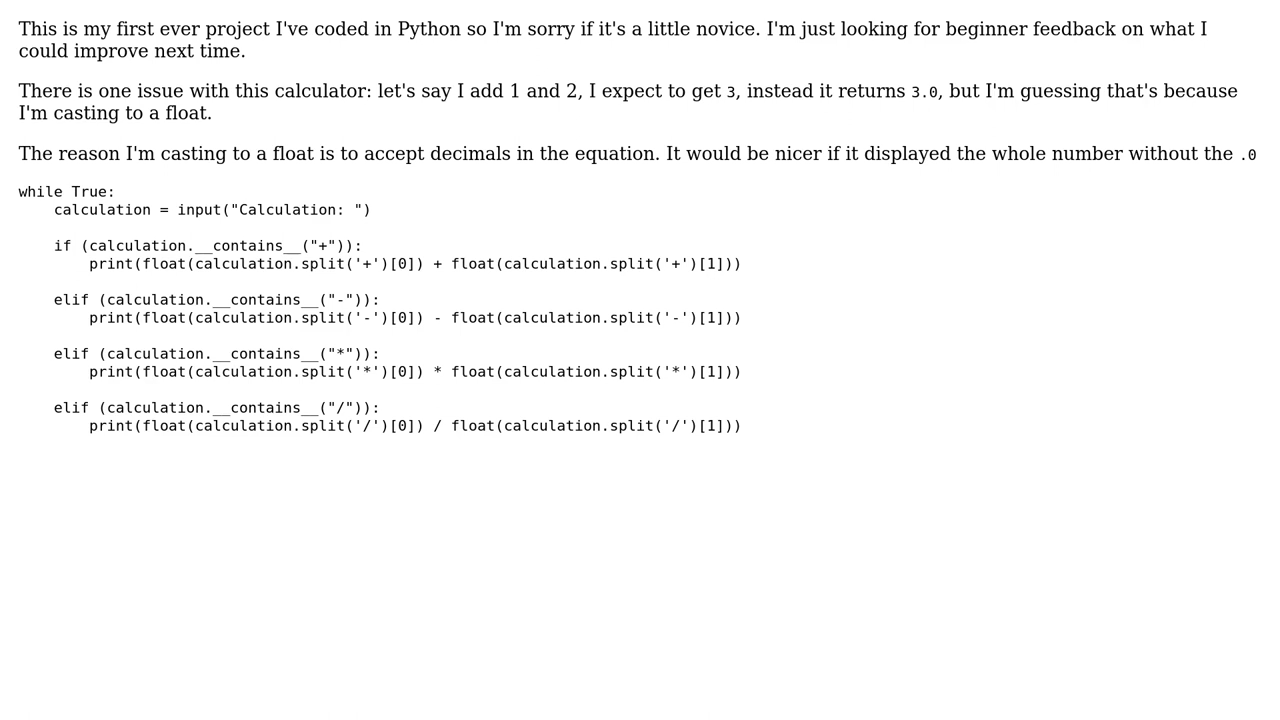 This is my first ever project I've coded in Python so I'm sorry if it's a little novice. I'm just looking for beginner feedback on what I
could improve next time.
There is one issue with this calculator: let's say I add 1 and 2, I expect to get 3, instead it returns 3.0, but I'm guessing that's because
I'm casting to a float.
The reason I'm casting to a float is to accept decimals in the equation. It would be nicer if it displayed the whole number without the .0
while True:
    calculation = input("Calculation: ")
    if (calculation.__contains__("+")):
        print(float(calculation.split('+')[0]) + float(calculation.split('+')[1]))
    elif (calculation.__contains__("-")):
        print(float(calculation.split('-')[0]) - float(calculation.split('-')[1]))
    elif (calculation.__contains__("*")):
        print(float(calculation.split('*')[0]) * float(calculation.split('*')[1]))
    elif (calculation.__contains__("/")):
        print(float(calculation.split('/')[0]) / float(calculation.split('/')[1]))